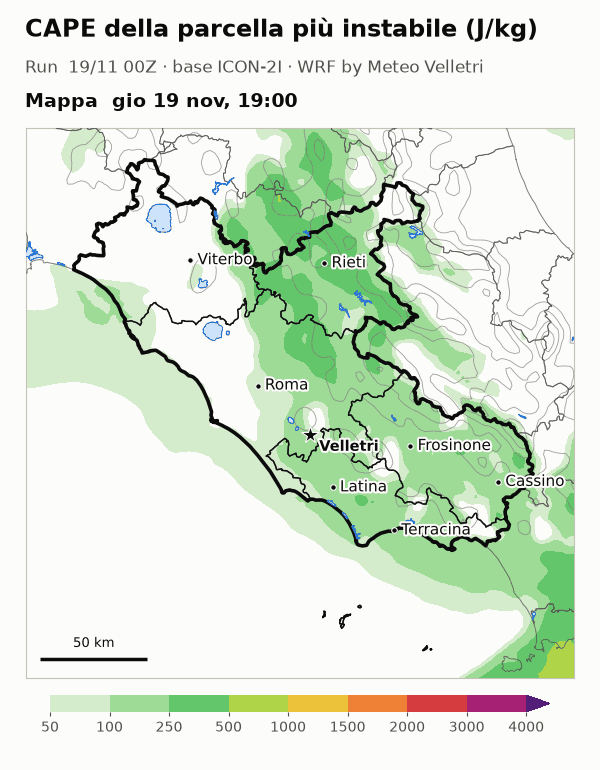 CAPE della parcella più instabile (J/kg)
Run  19/11 00Z · base ICON-2I · WRF by Meteo Velletri
Mappa  gio 19 nov, 19:00
Viterbo
Rieti
Roma
Velletri
Frosinone
Latina
Cassino
Terracina
50 km
50 100 250 500 1000 1500 2000 3000 4000